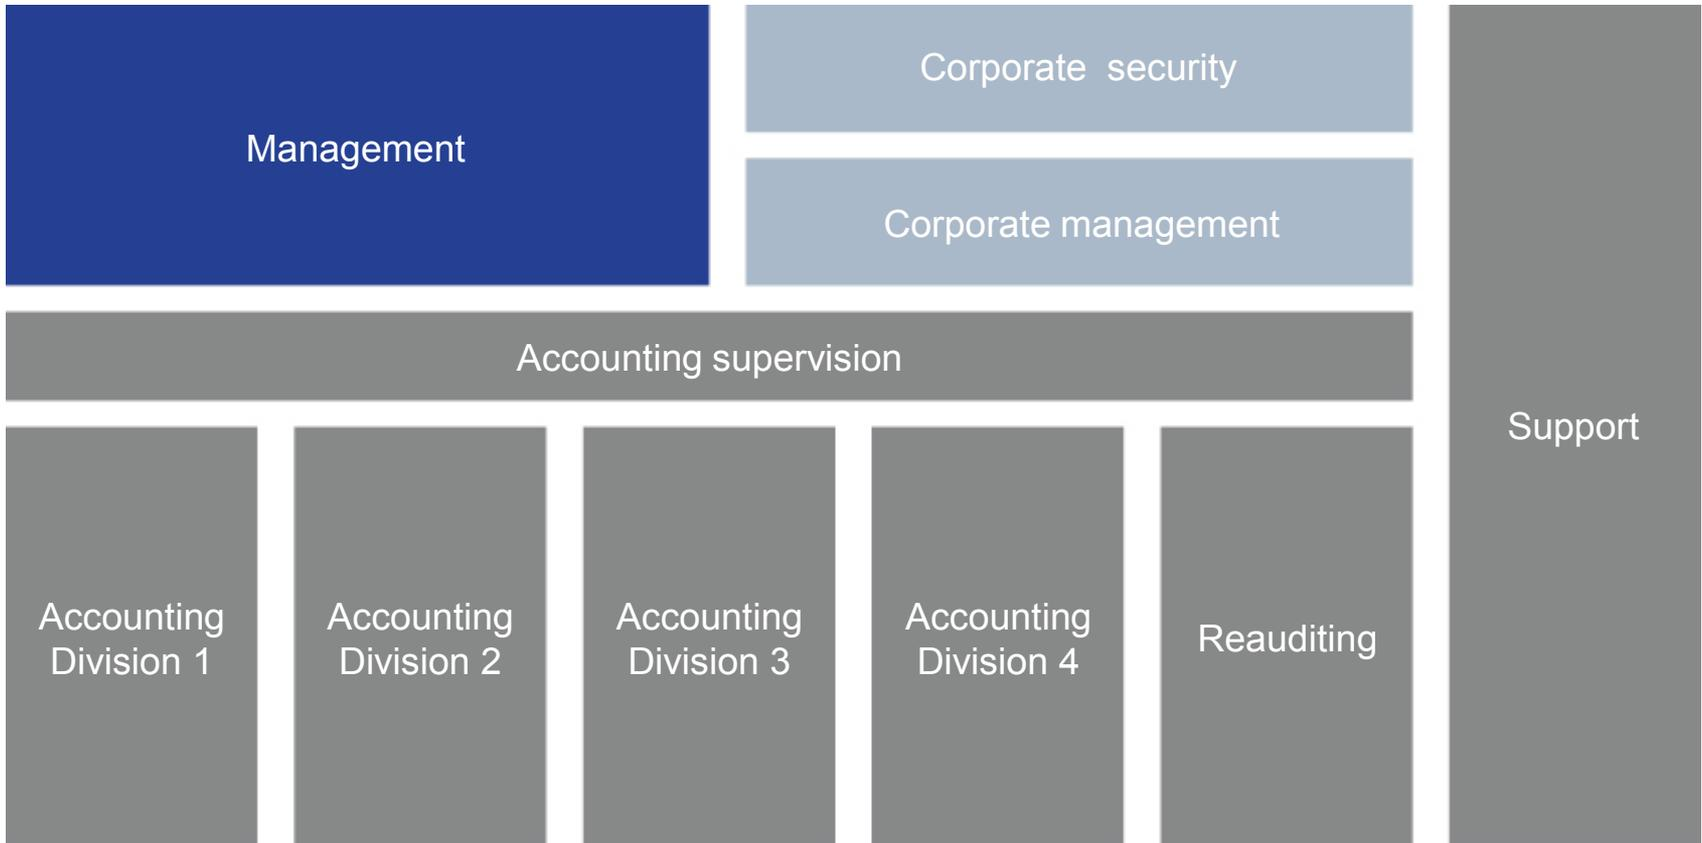 Management
Corporate  security
Corporate management
Accounting supervision
Support
Accounting
Division 1
Accounting
Division 2
Accounting
Division 3
Accounting
Division 4
Reauditing